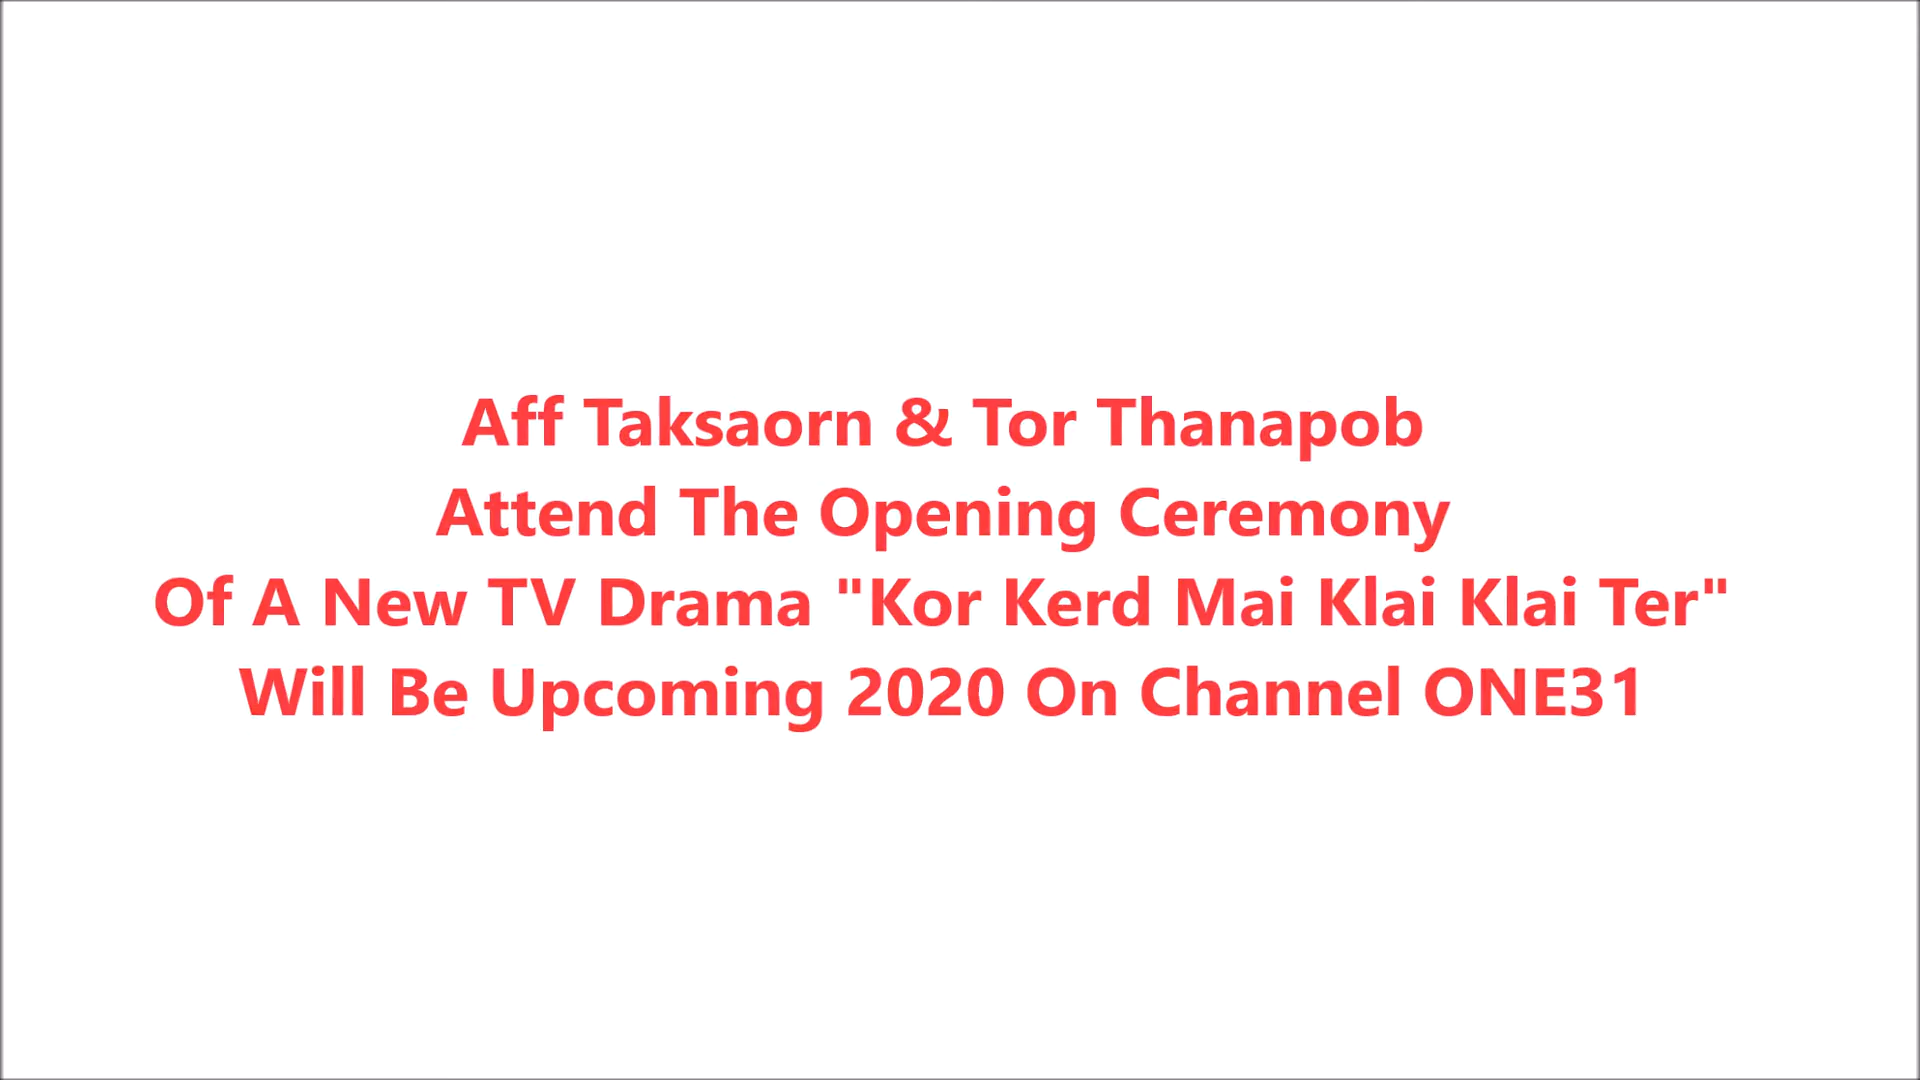 Aff Taksaorn & Tor Thanapob
Attend The Opening Ceremony
Of A New TV Drama "Kor Kerd Mai Klai Klai Ter"
Will Be Upcoming 2020 On Channel ONE31